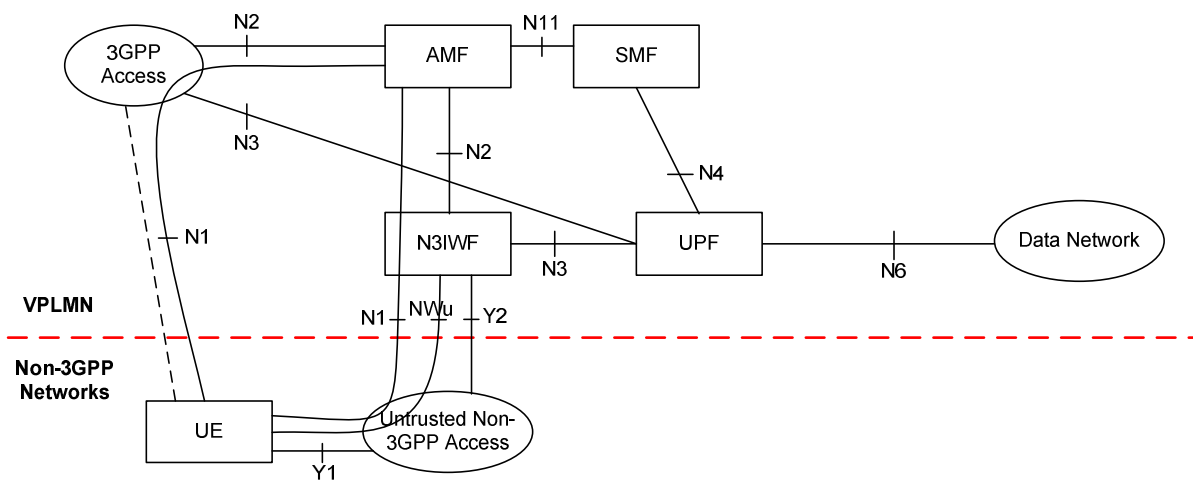 N2
N11
3GPP
Access
AMF
SMF
N3
N2
N4
N1
N3IWF
UPF
Data Network
N3
N6
VPLMN
N1
NWu
Y2
Non-3GPP
Networks
UE
Untrusted Non-
3GPP Access
Y1